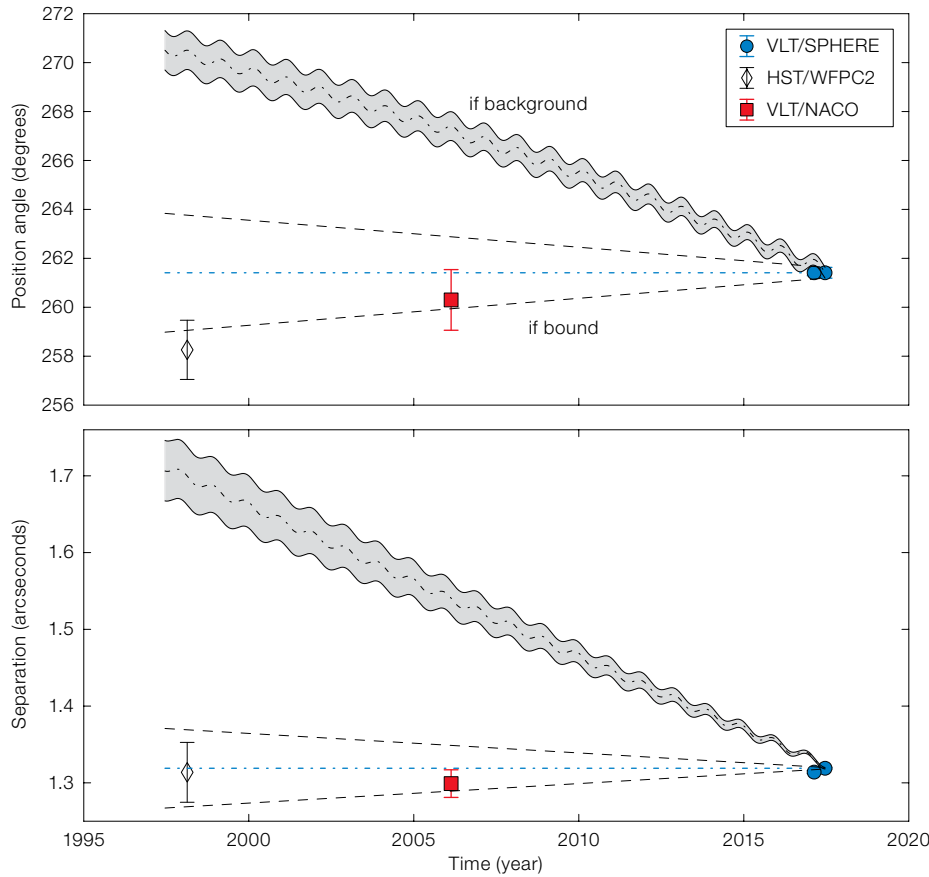 272
270
268
266
264
262
260
258
256
Position angle (degrees)
if background
if bound
VLT/SPHERE
HST/WFPC2
VLT/NACO
1.7
1.6
1.5
1.4
1.3
Separation (arcseconds)
1995
2000
2005
2010
2015
2020
Time (year)